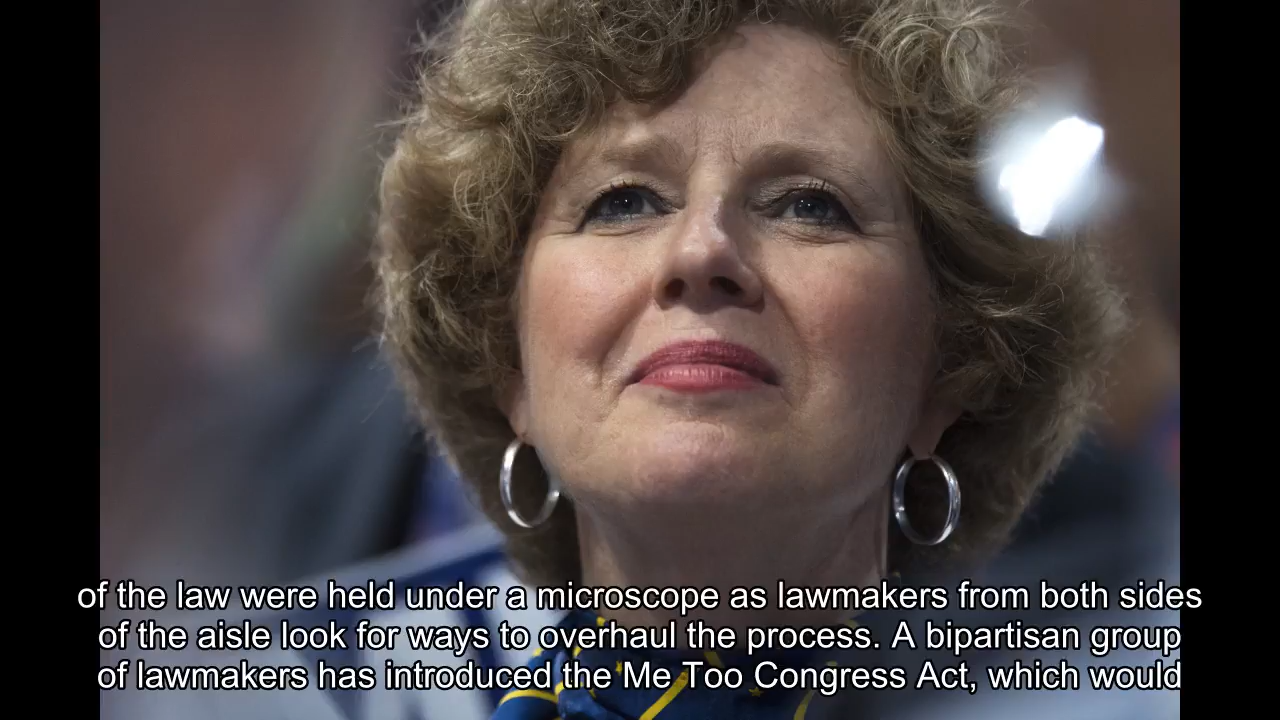 of the law were held under a microscope as lawmakers from both sides
of the aisle look for ways to overhaul the process. A bipartisan group
of lawmakers has introduced the Me Too Congress Act, which would